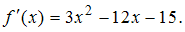 f′(x) = 3x² −12x −15.